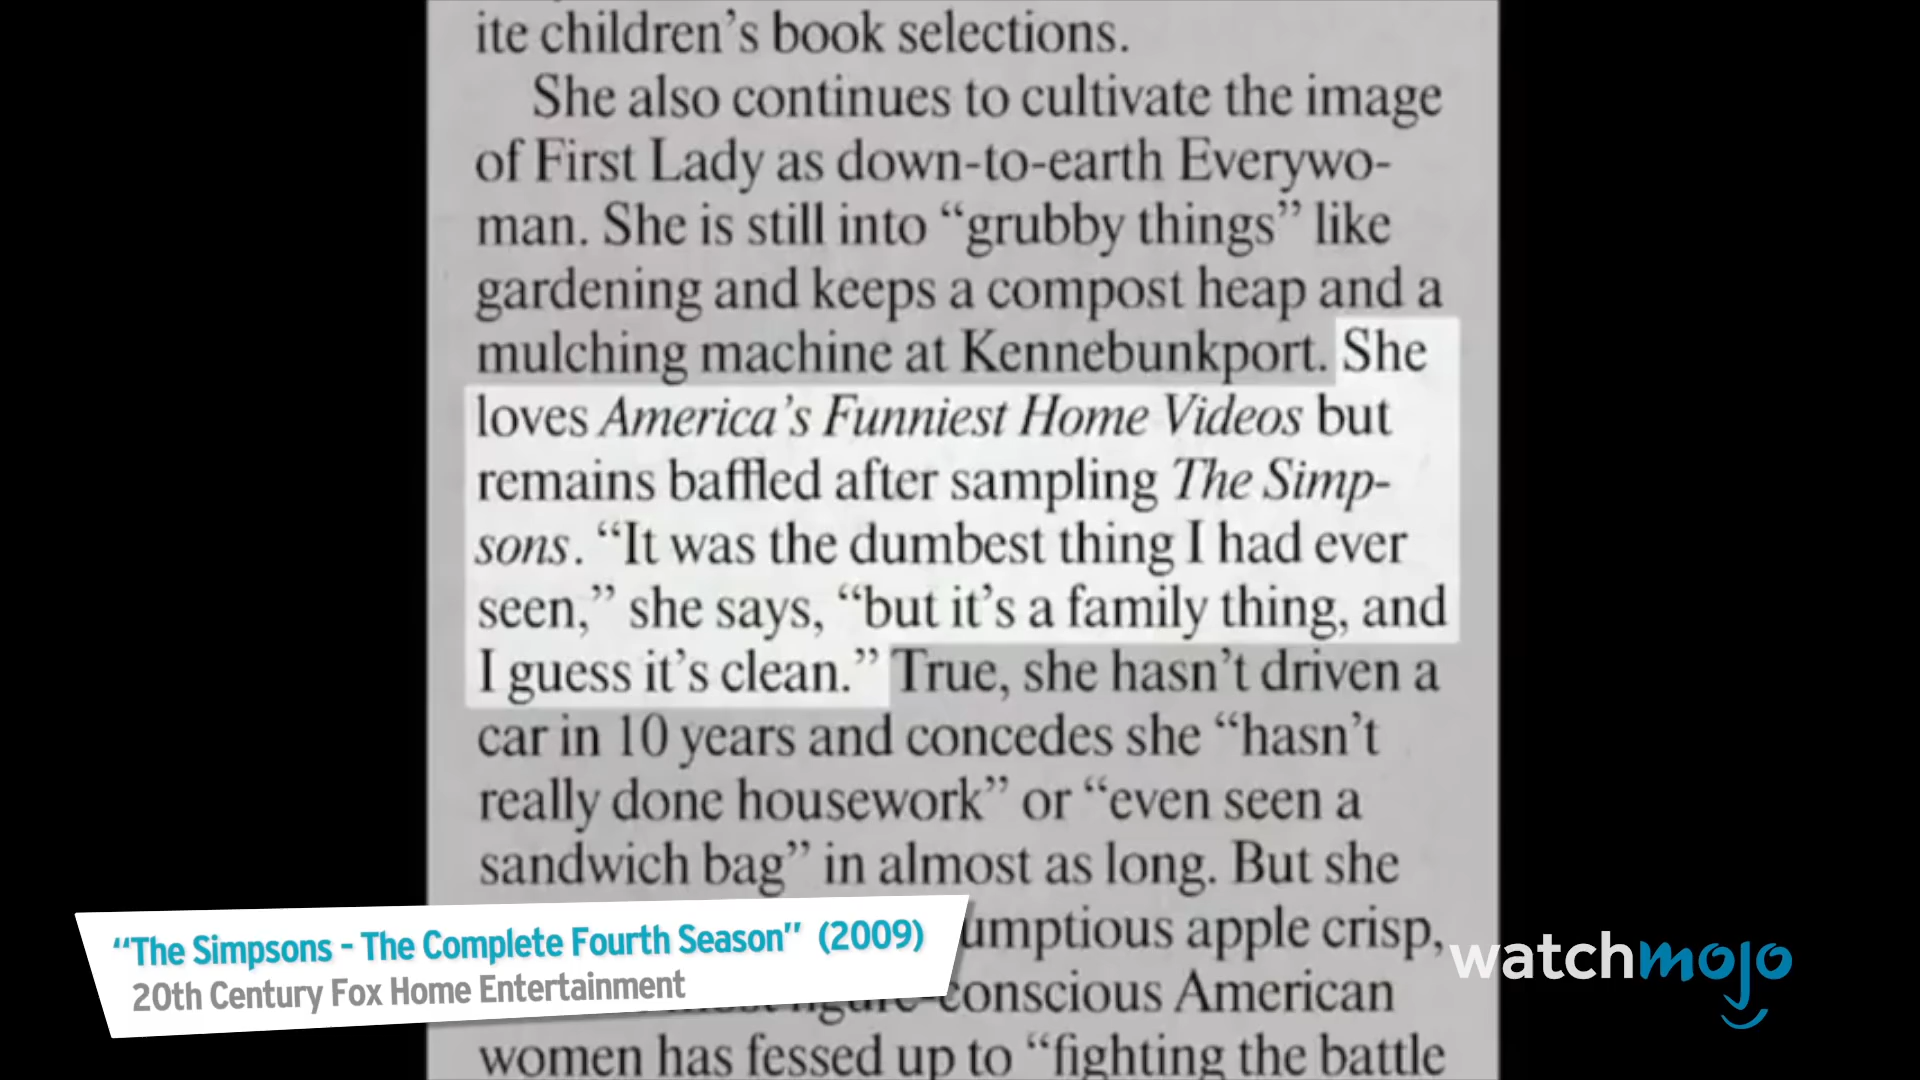 ite children’s book selections.
She also continues to cultivate the image
of First Lady as down-to-earth Everywo-
man. She is still into “grubby things” like
gardening and keeps a compost heap and a
mulching machine at Kennebunkport. She
loves America’s Funniest Home Videos but
remains baffled after sampling The Simp-
sons. “It was the dumbest thing I had ever
seen,” she says, “but it’s a family thing, and
I guess it’s clean.” True, she hasn’t driven a
car in 10 years and concedes she “hasn’t
really done housework” or “even seen a
sandwich bag” in almost as long. But she
umptious apple crisp,
conscious American
women has fessed up to “fighting the battle
“The Simpsons - The Complete Fourth Season” (2009)
20th Century Fox Home Entertainment
watchmojo